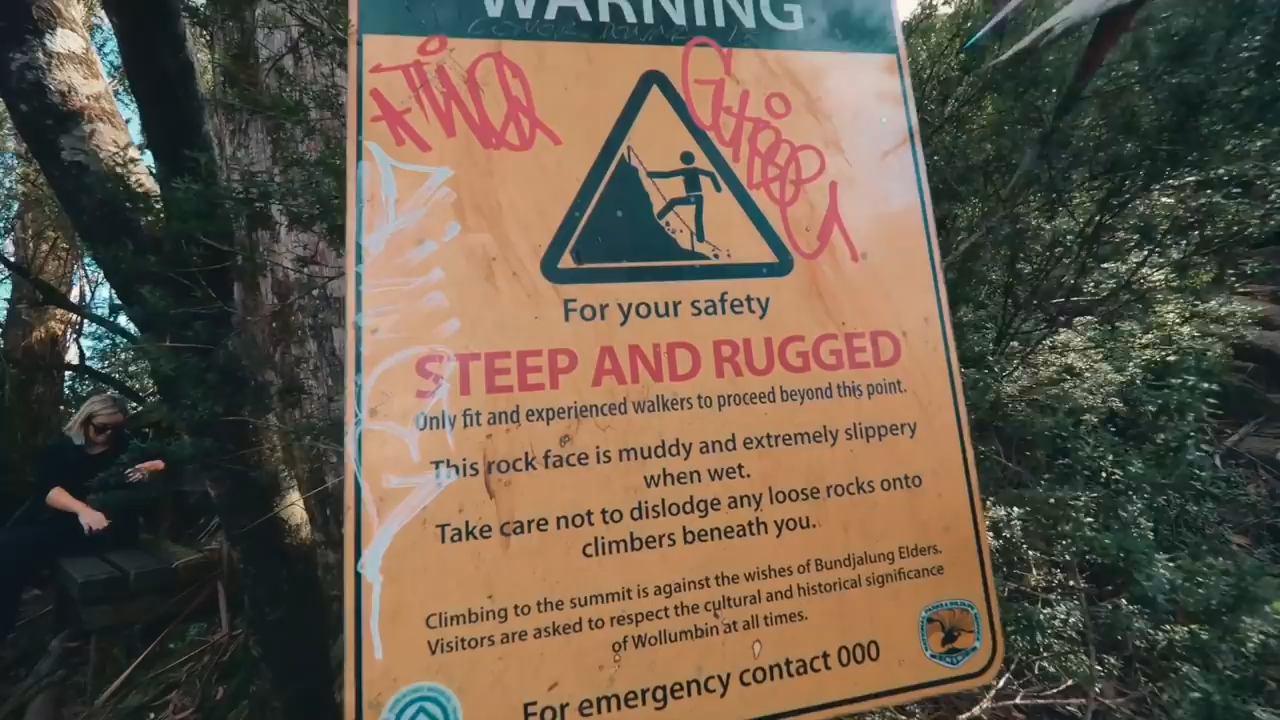 WARNING
For your safety
STEEP AND RUGGED
Only fit and experienced walkers to proceed beyond this point.
This rock face is muddy and extremely slippery
when wet.
Take care not to dislodge any loose rocks onto
climbers beneath you.
Climbing to the summit is against the wishes of Bundjalung Elders.
Visitors are asked to respect the cultural and historical significance
of Wollumbin at all times.
For emergency contact 000